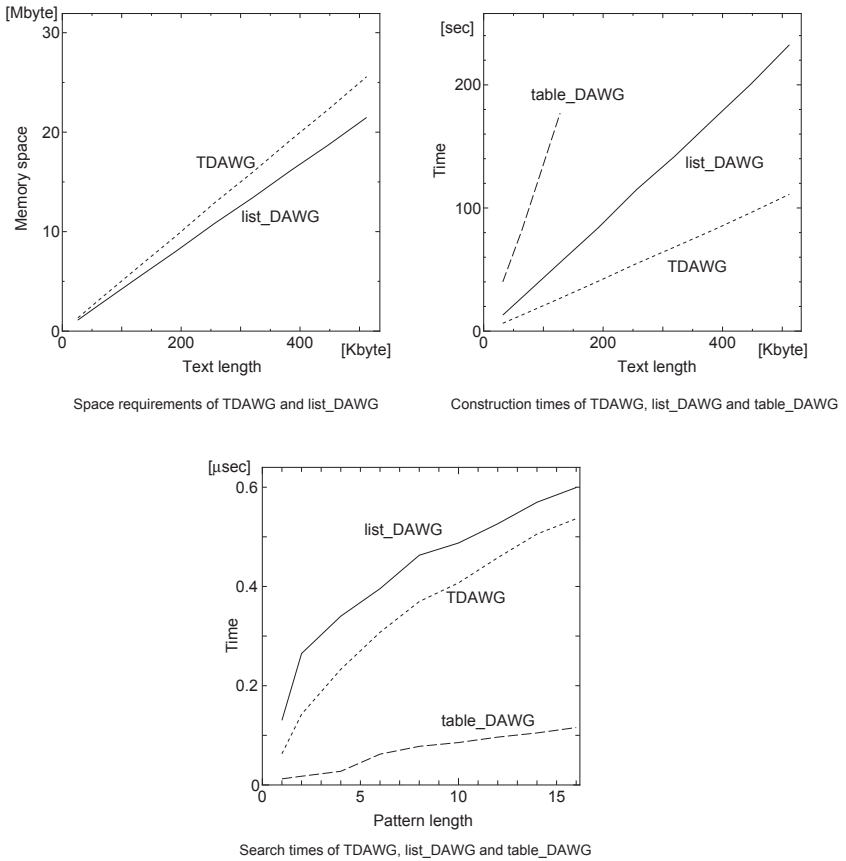 [Mbyte]
30
20
10
0
Memory space
TDAWG
list_DAWG
0
200
400
[Kbyte]
Text length
Space requirements of TDAWG and list_DAWG
[sec]
200
100
0
Time
table_DAWG
list_DAWG
TDAWG
0
200
400
[Kbyte]
Text length
Construction times of TDAWG, list_DAWG and table_DAWG
[μsec]
0.6
0.4
0.2
0
Time
list_DAWG
TDAWG
table_DAWG
0
5
10
15
Pattern length
Search times of TDAWG, list_DAWG and table_DAWG